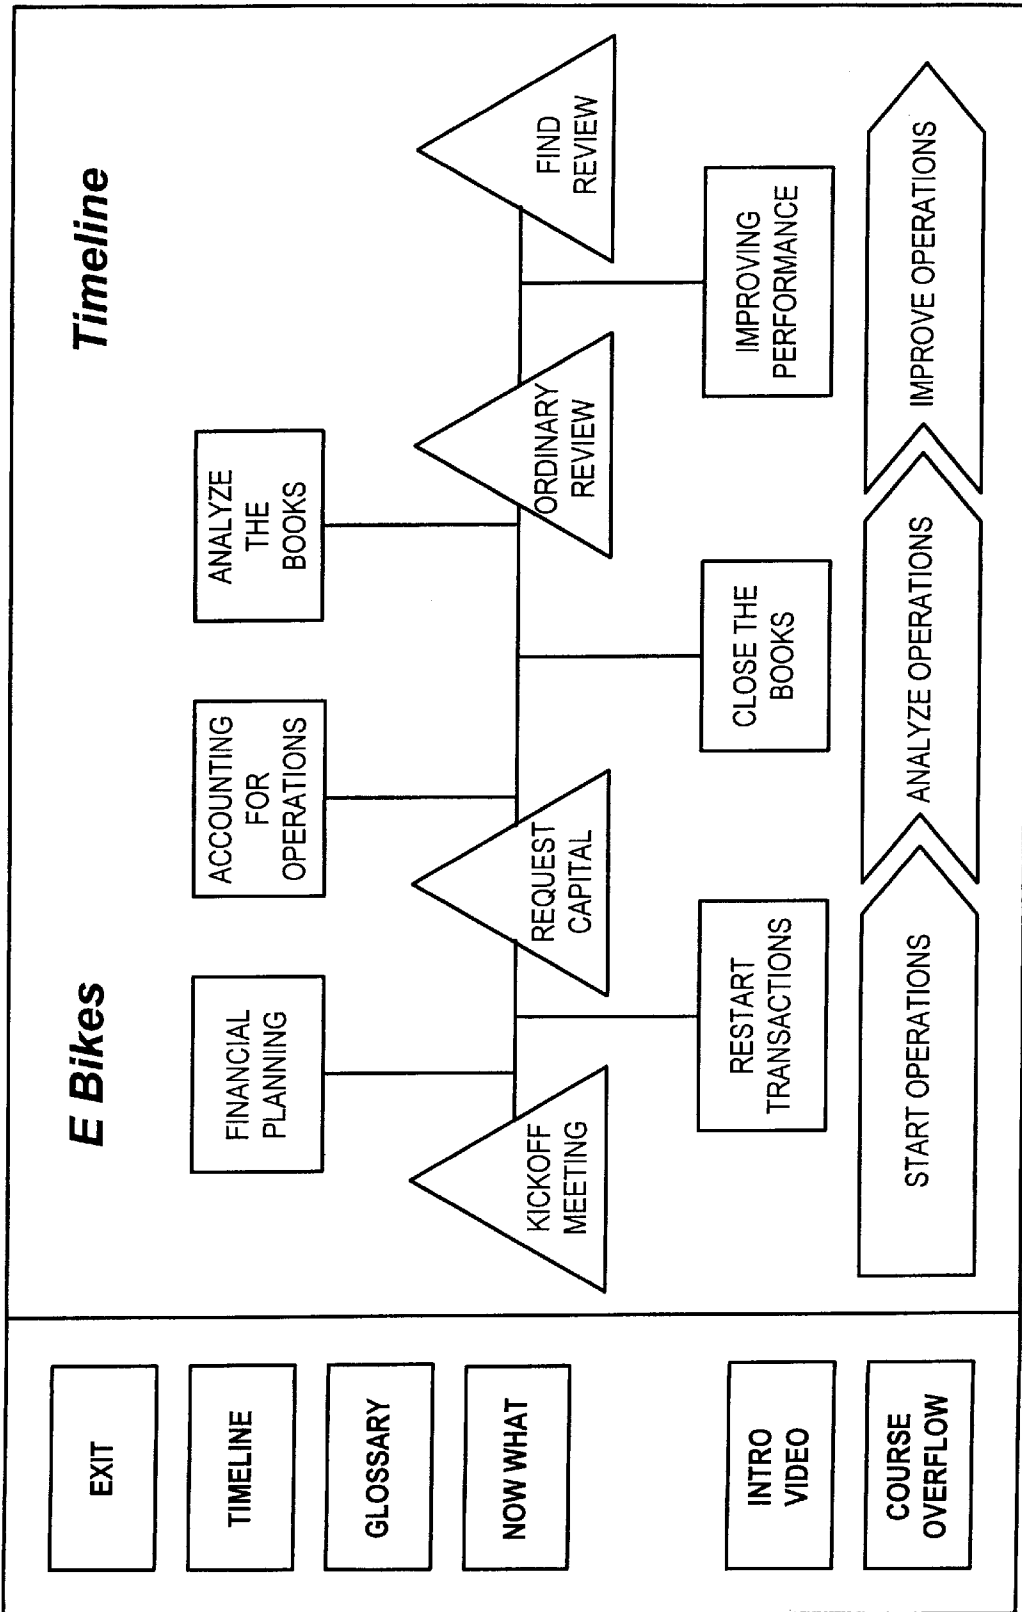 EXIT
TIMELINE
GLOSSARY
NOW WHAT
INTRO
VIDEO
COURSE
OVERFLOW
E Bikes
Timeline
FINANCIAL
PLANNING
ACCOUNTING
FOR
OPERATIONS
ANALYZE
THE
BOOKS
KICKOFF
MEETING
REQUEST
CAPITAL
ORDINARY
REVIEW
FIND
REVIEW
RESTART
TRANSACTIONS
CLOSE THE
BOOKS
IMPROVING
PERFORMANCE
START OPERATIONS
ANALYZE OPERATIONS
IMPROVE OPERATIONS